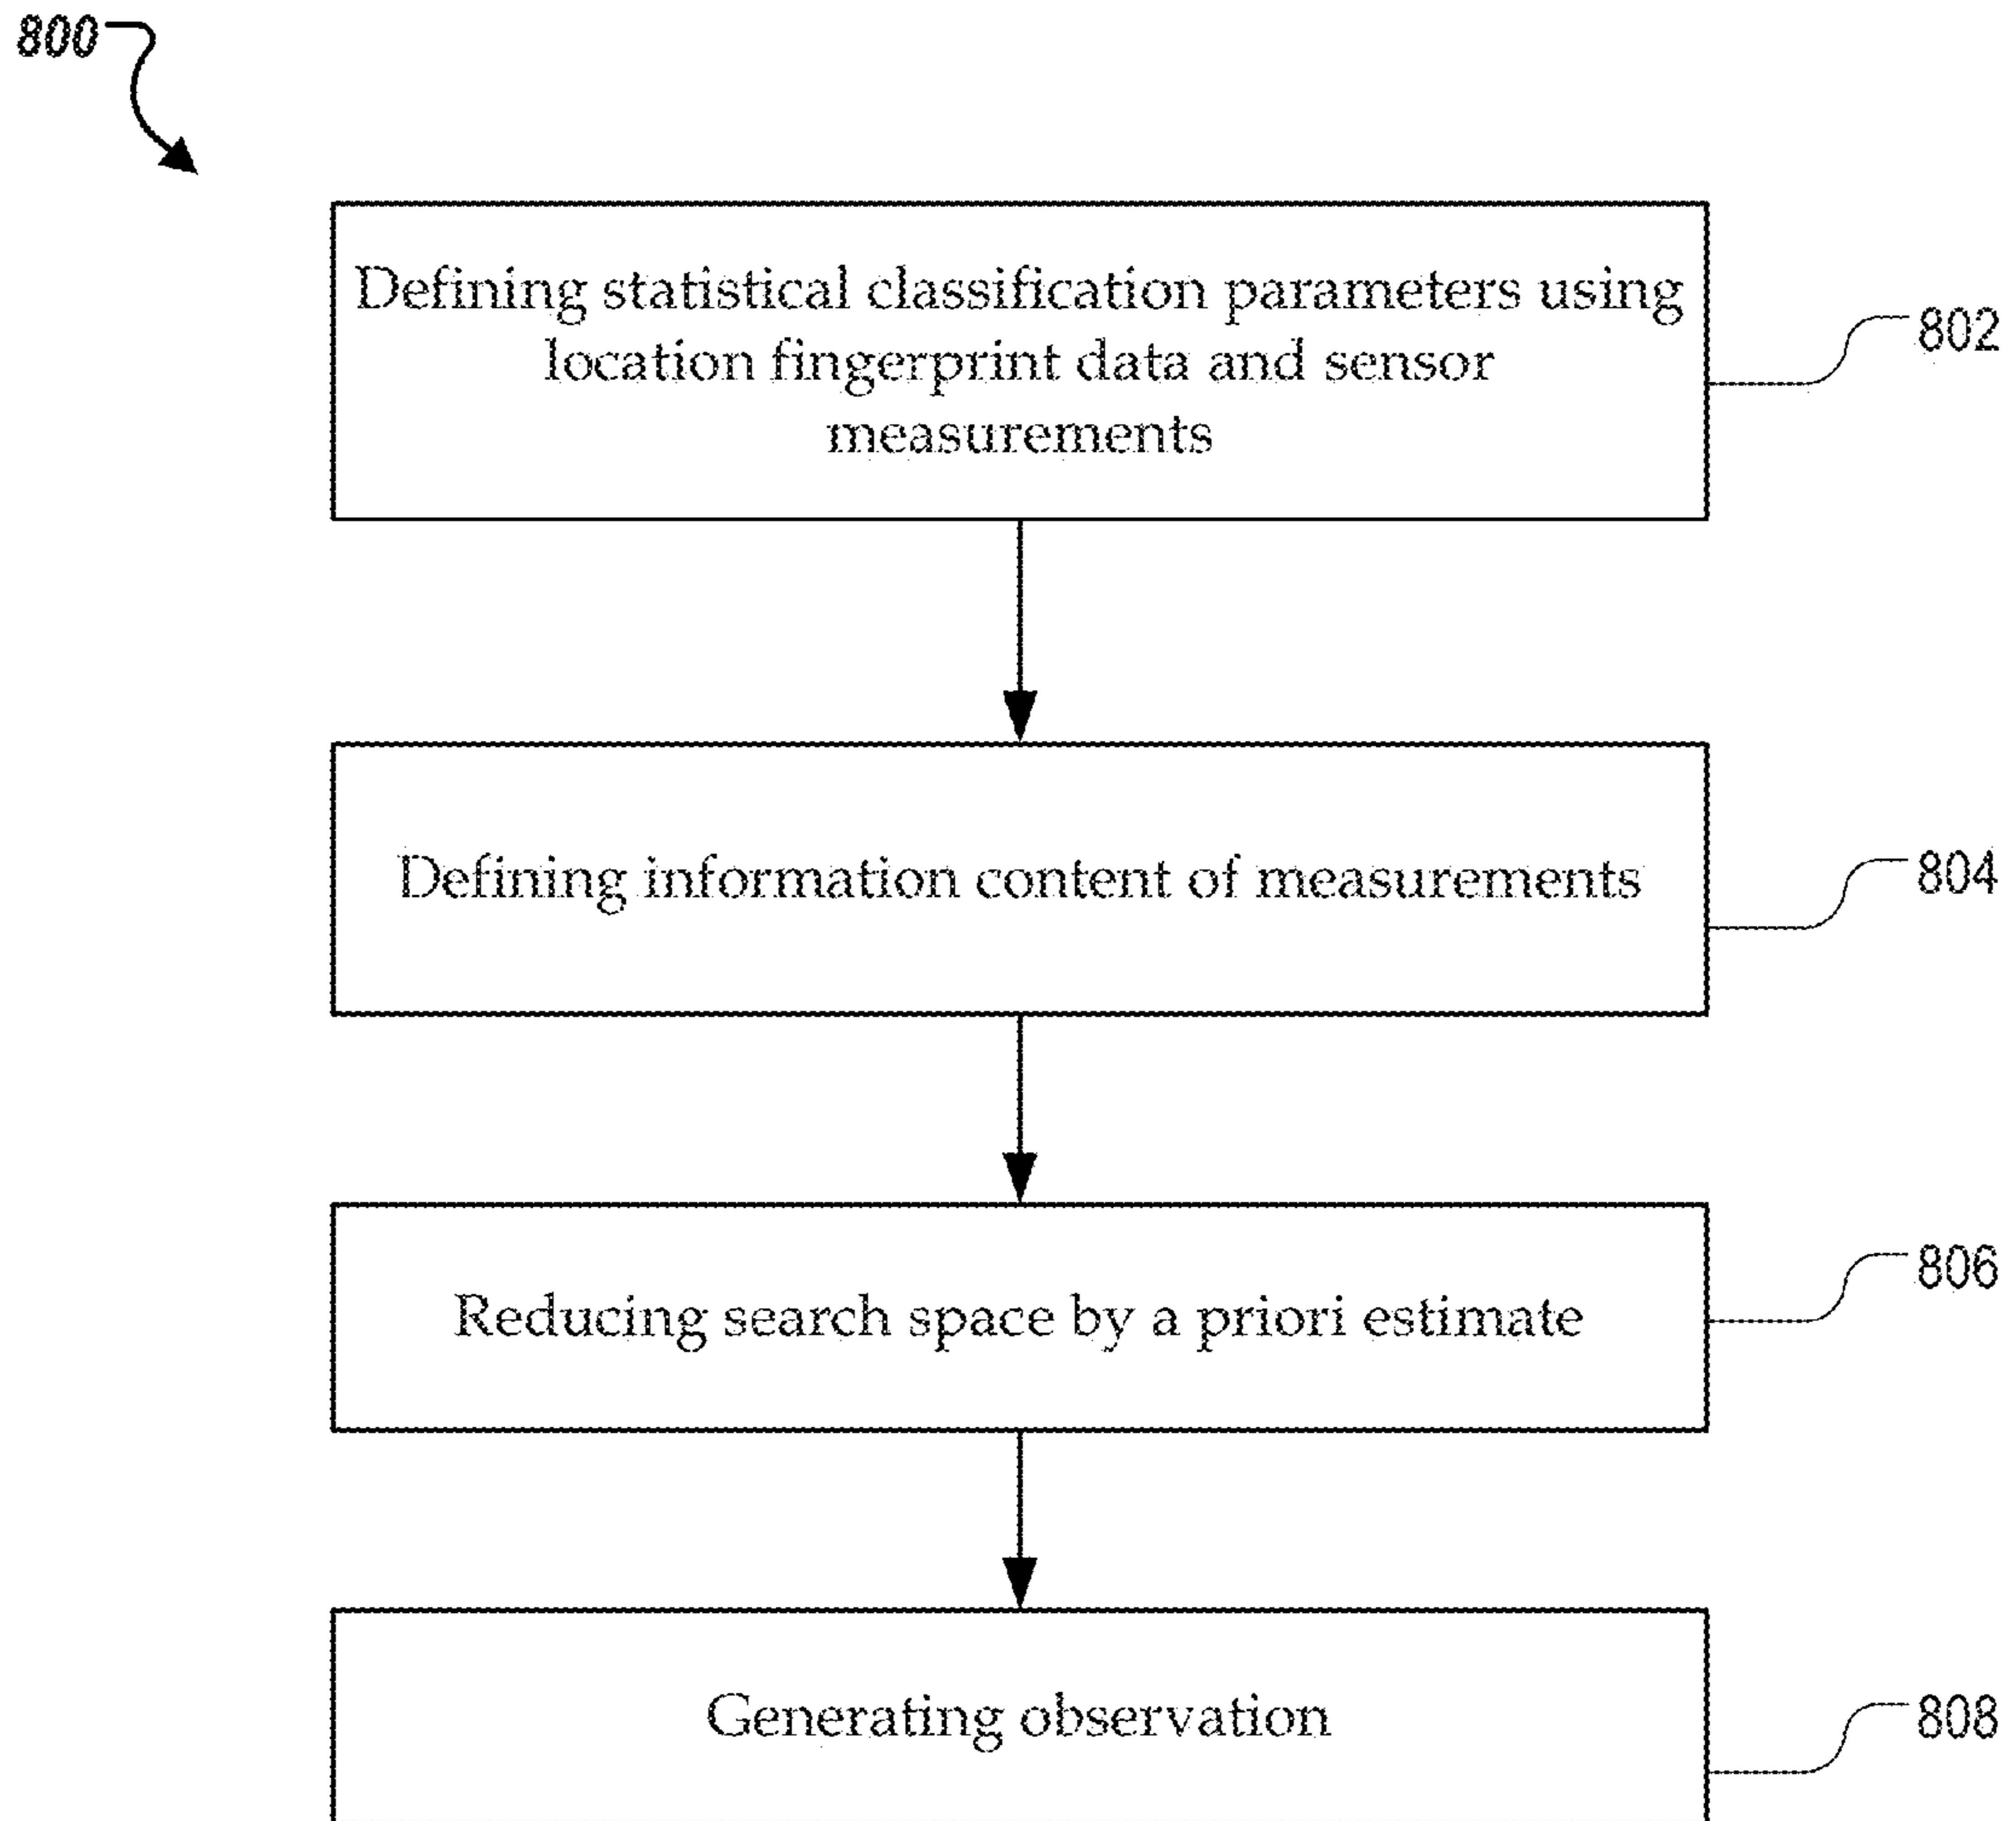 800
Defining statistical classification parameters using
location fingerprint data and sensor
measurements
802
Defining information content of measurements
804
Reducing search space by a priori estimate
806
Generating observation
808